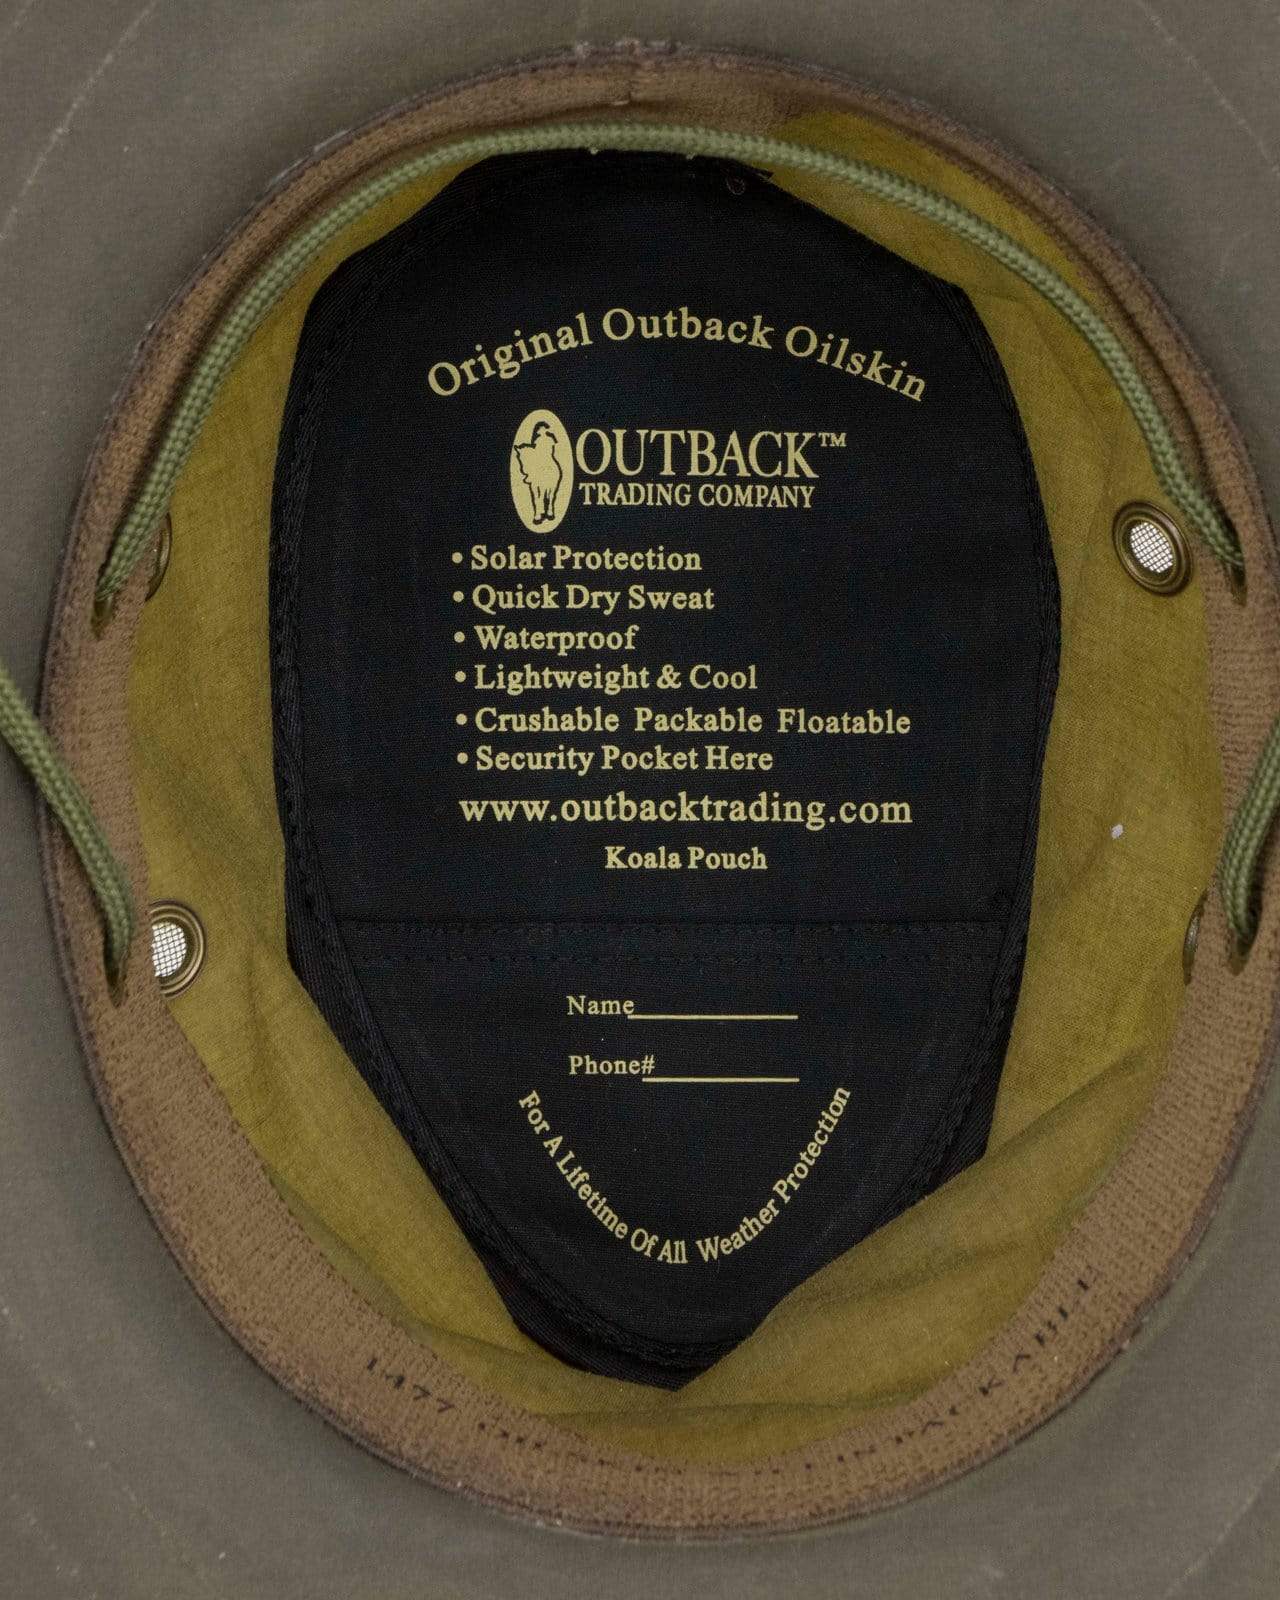 Original Outback Oilskin
OUTBACK™
TRADING COMPANY
• Solar Protection
• Quick Dry Sweat
• Waterproof
• Lightweight & Cool
• Crushable Packable Floatable
• Security Pocket Here
www.outbacktrading.com
Koala Pouch
Name
Phone#
For A Lifetime Of All Weather Protection
1477